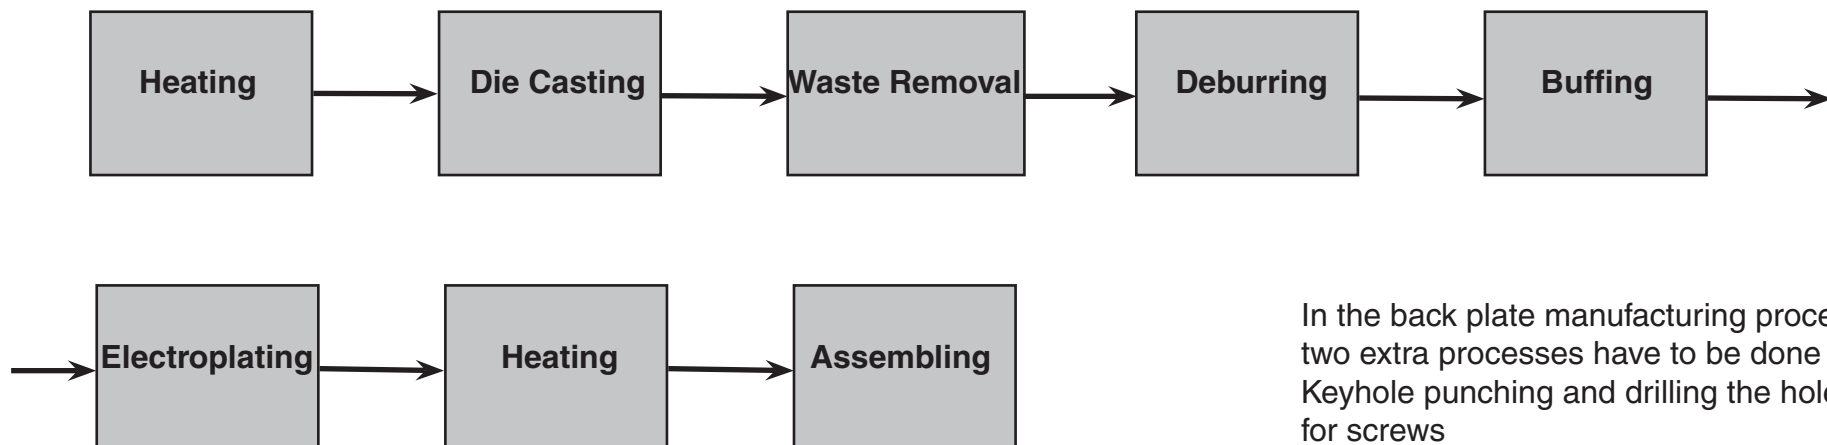 Heating
Die Casting
Waste Removal
Deburring
Buffing
Electroplating
Heating
Assembling
In the back plate manufacturing
two extra processes have to be done
Keyhole punching and drilling the
for screws